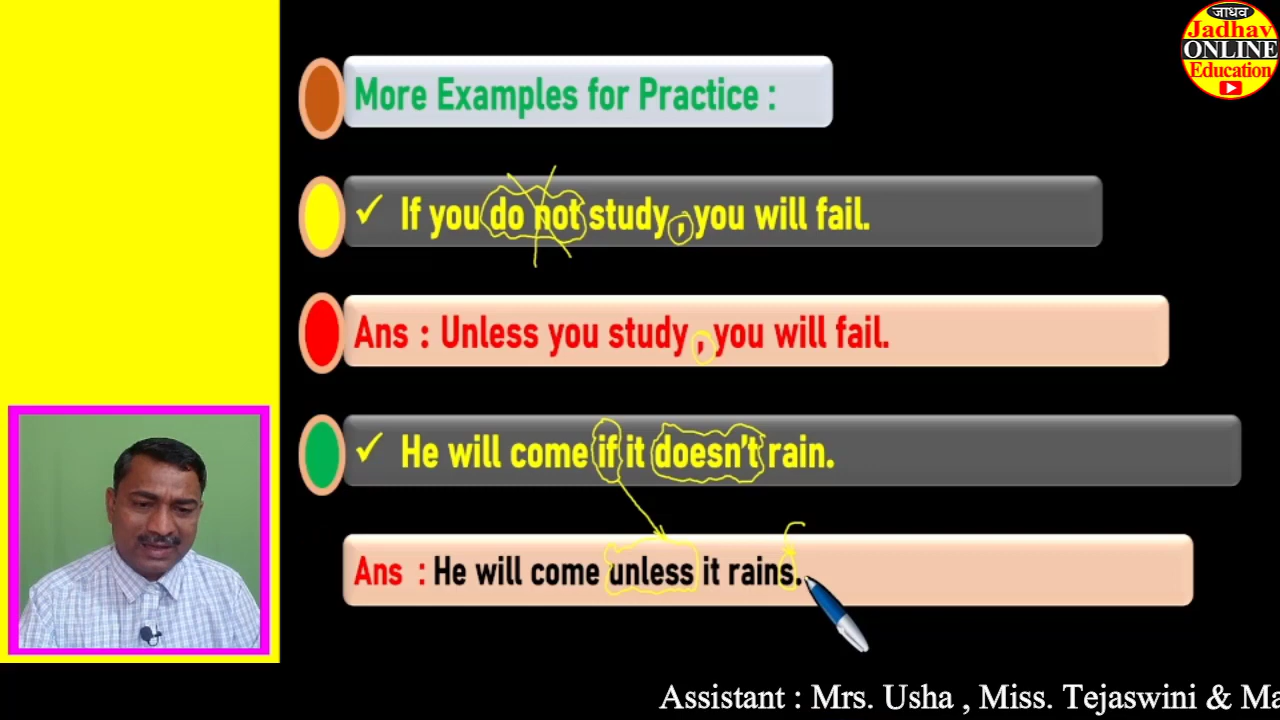 जाधव
Jadhav
ONLINE
Education
More Examples for Practice :
✓ If you do not study , you will fail.
Ans : Unless you study , you will fail.
✓ He will come if it doesn't rain.
Ans : He will come unless it rains.
Assistant : Mrs. Usha , Miss. Tejaswini & Ma